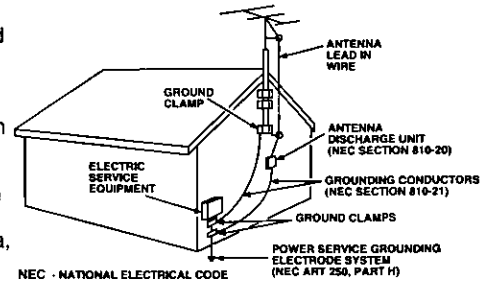 ANTENNA
LEAD IN
WIRE
GROUND
CLAMP
ANTENNA
DISCHARGE UNIT
(NEC SECTION 810-20)
ELECTRIC
SERVICE
EQUIPMENT
GROUNDING CONDUCTORS
(NEC SECTION 810-21)
GROUND CLAMPS
POWER SERVICE GROUNDING
ELECTRODE SYSTEM
(NEC ART 250, PART H)
NEC - NATIONAL ELECTRICAL CODE